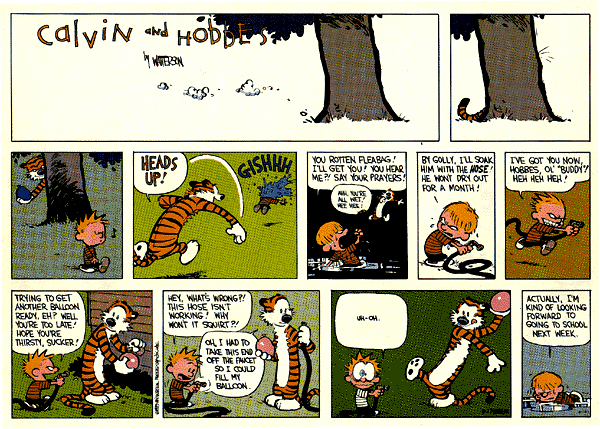 Calvin and Hobbes
by WATTERSON
HEADS
UP!
GISHHH
YOU ROTTEN FLEABAG!
I'LL GET YOU! YOU HEAR
ME?! SAY YOUR PRAYERS!
HAH, YOU'RE
ALL WET!
HEE HEE!
BY GOLLY, I'LL SOAK
HIM WITH THE HOSE!
HE WON'T DRY OUT
FOR A MONTH!
I'VE GOT YOU NOW,
HOBBES, OL' "BUDDY"!
HEH HEH HEH!
TRYING TO GET
ANOTHER BALLOON
READY, EH? WELL
YOU'RE TOO LATE!
HOPE YOU'RE
THIRSTY, SUCKER!
HEY, WHAT'S WRONG?!
THIS HOSE ISN'T
WORKING! WHY
WON'T IT SQUIRT?!
OH, I HAD TO
TAKE THIS END
OFF THE FAUCET
SO I COULD
FILL MY
BALLOON.
UH-OH.
ACTUALLY, I'M
KIND OF LOOKING
FORWARD TO
GOING TO SCHOOL
NEXT WEEK.